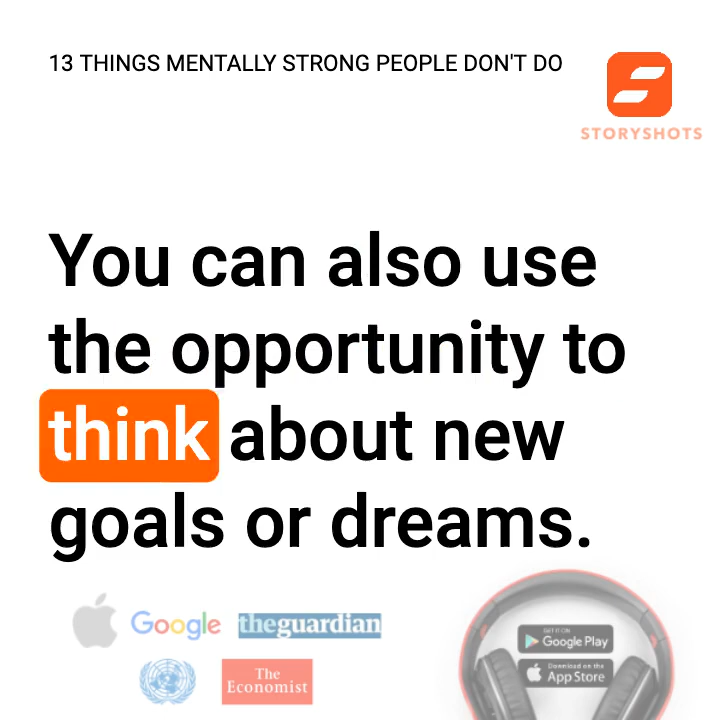 13 THINGS MENTALLY STRONG PEOPLE DON'T DO
STORYSHOTS
You can also use
the opportunity to
think about new
goals or dreams.
Google theguardian
The
Economist
GET IT ON
Google Play
Download on the
App Store